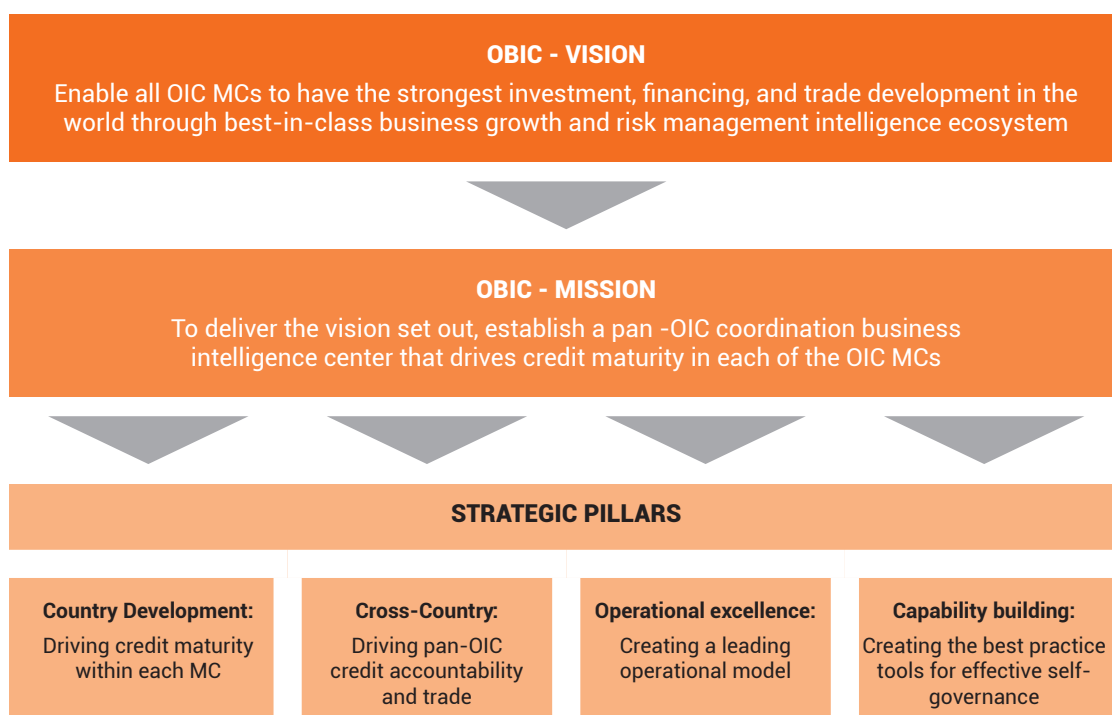 OBIC - VISION
Enable all OIC MCs to have the strongest investment, financing, and trade development in the
world through best-in-class business growth and risk management intelligence ecosystem
OBIC - MISSION
To deliver the vision set out, establish a pan -OIC coordination business
intelligence center that drives credit maturity in each of the OIC MCs
STRATEGIC PILLARS
Country Development:
Driving credit maturity
within each MC
Cross-Country:
Driving pan-OIC
credit accountability
and trade
Operational excellence:
Creating a leading
operational model
Capability building:
Creating the best practice
tools for effective self-
governance